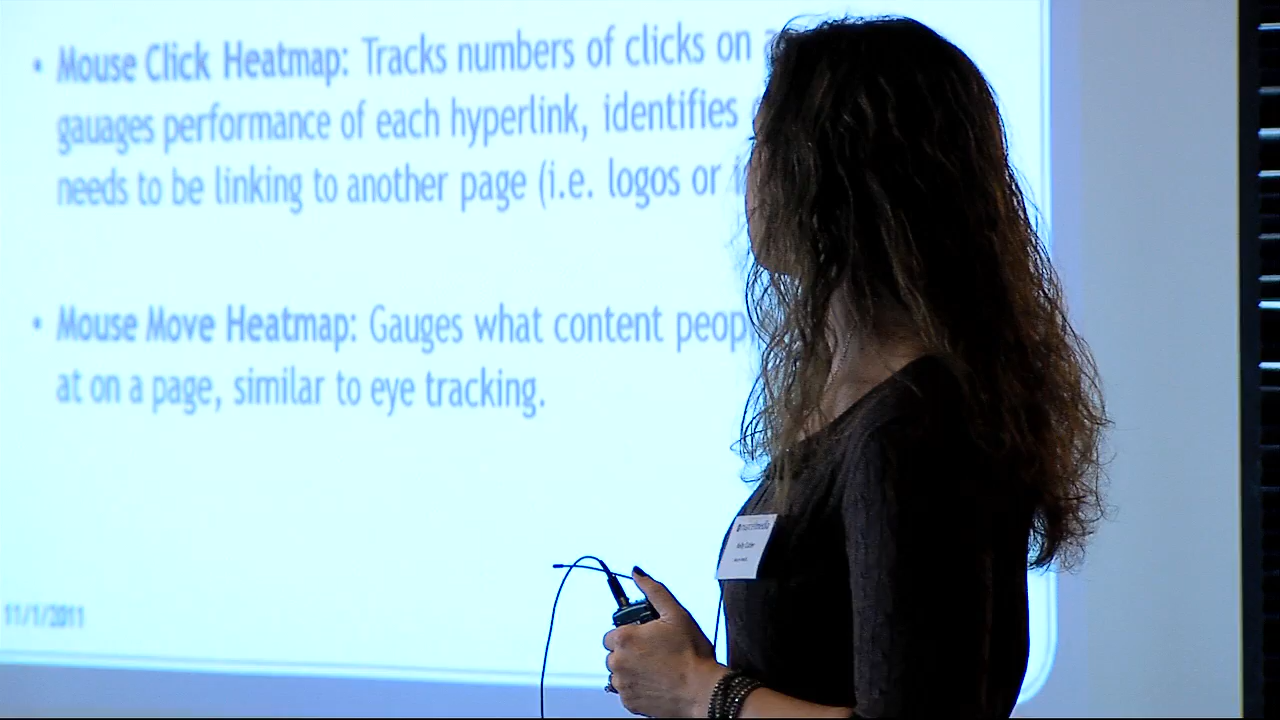 • Mouse Click Heatmap: Tracks numbers of clicks on
gauages performance of each hyperlink, identifies
needs to be linking to another page (i.e. logos or
• Mouse Move Heatmap: Gauges what content
at on a page, similar to eye tracking.
11/1/2011